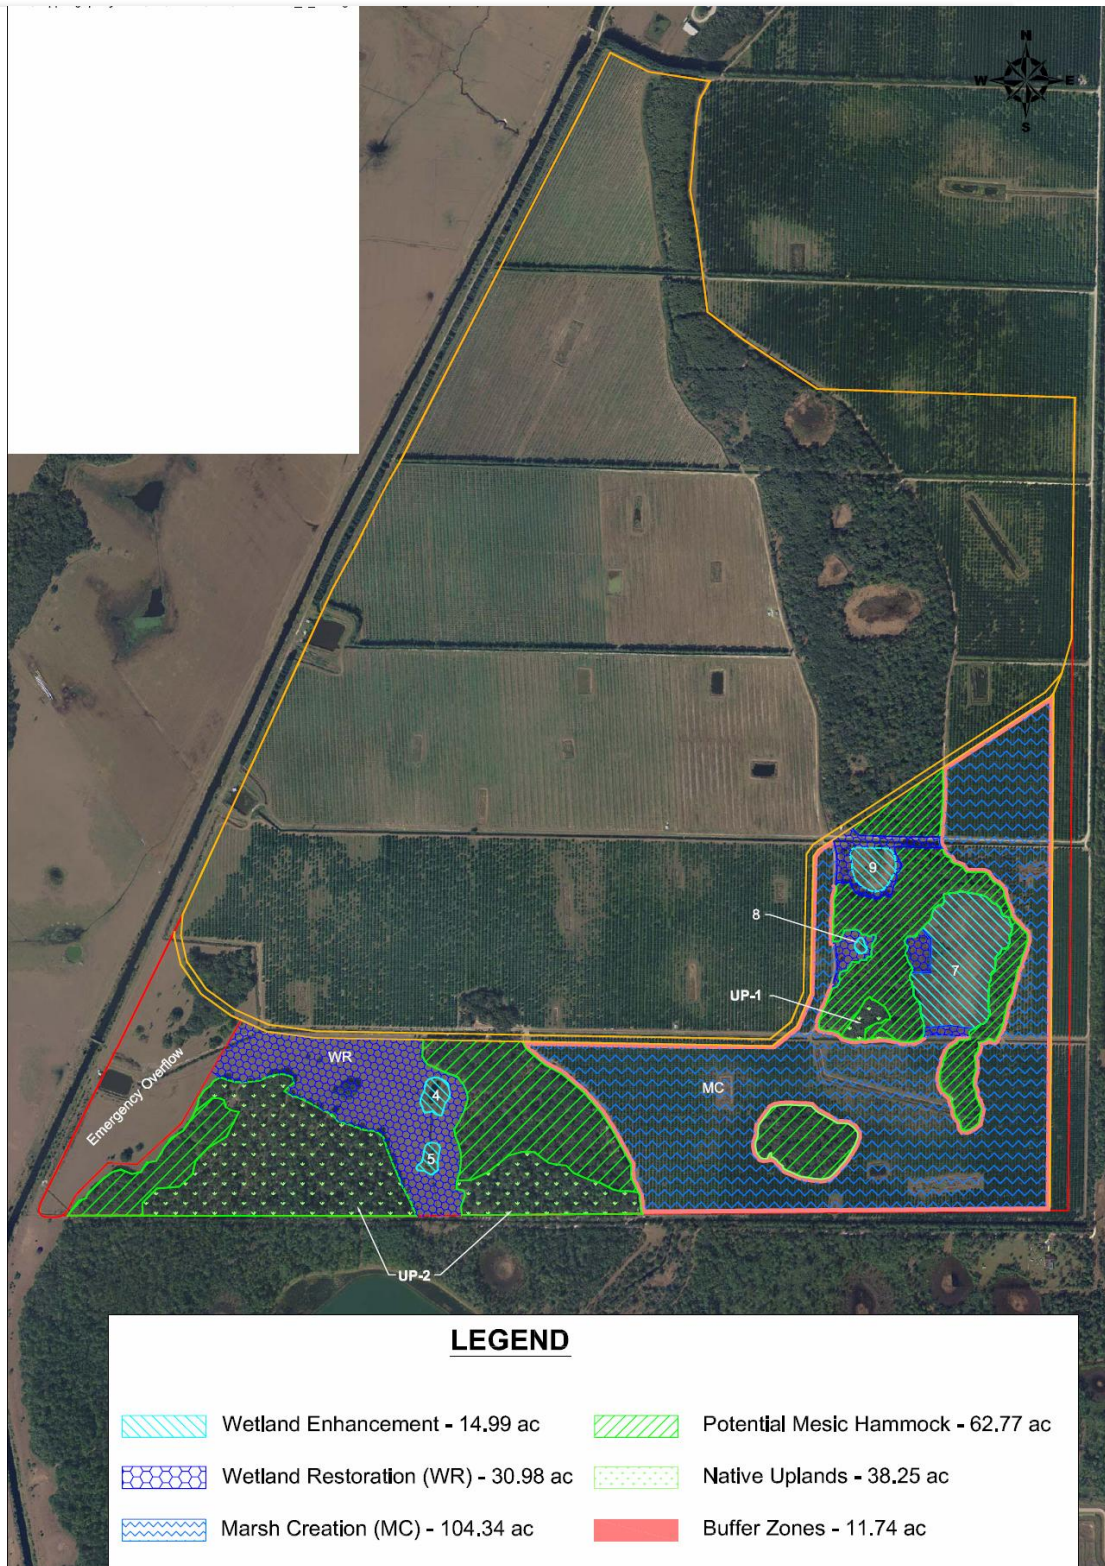 N
W E
S
9
8
7
UP-1
WR
MC
4
5
Emergency Overflow
UP-2
LEGEND
Wetland Enhancement - 14.99 ac
Potential Mesic Hammock - 62.77 ac
Wetland Restoration (WR) - 30.98 ac
Native Uplands - 38.25 ac
Marsh Creation (MC) - 104.34 ac
Buffer Zones - 11.74 ac